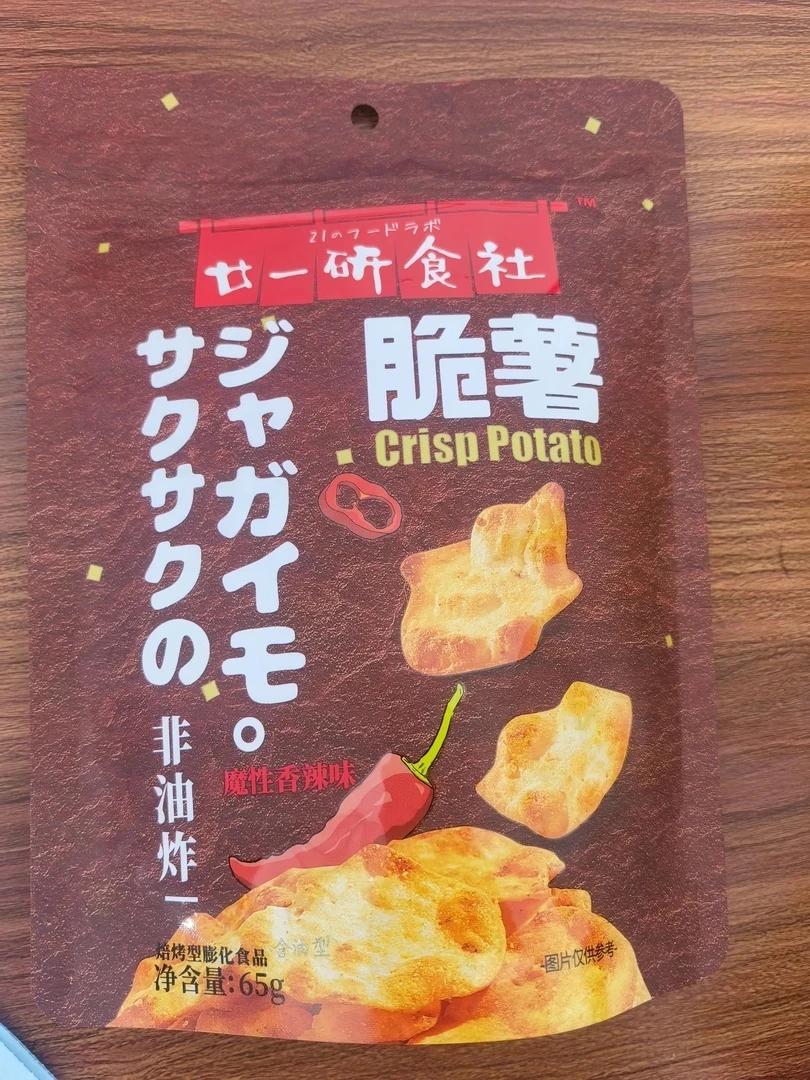 TM
21のフードラボ
廿一研食社
脆薯
Crisp Potato
ジャガイモ。
サクサクの
非油炸
魔性香辣味
焙烤型膨化食品
含油型
净含量:65g
-图片仅供参考-